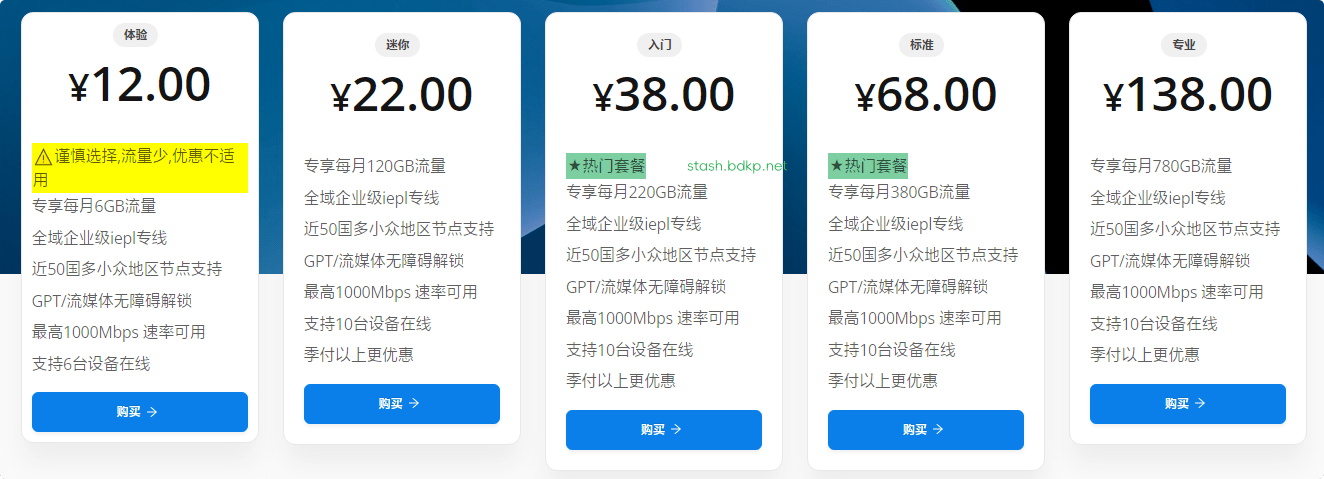 体验
¥12.00
⚠谨慎选择,流量少,优惠不适
用
专享每月6GB流量
全域企业级iepl专线
近50国多小众地区节点支持
GPT/流媒体无障碍解锁
最高1000Mbps 速率可用
支持6台设备在线
购买 →
迷你
¥22.00
专享每月120GB流量
全域企业级iepl专线
近50国多小众地区节点支持
GPT/流媒体无障碍解锁
最高1000Mbps 速率可用
支持10台设备在线
季付以上更优惠
购买 →
入门
¥38.00
★热门套餐
stash.bdkp.net
专享每月220GB流量
全域企业级iepl专线
近50国多小众地区节点支持
GPT/流媒体无障碍解锁
最高1000Mbps 速率可用
支持10台设备在线
季付以上更优惠
购买 →
标准
¥68.00
★热门套餐
专享每月380GB流量
全域企业级iepl专线
近50国多小众地区节点支持
GPT/流媒体无障碍解锁
最高1000Mbps 速率可用
支持10台设备在线
季付以上更优惠
购买 →
专业
¥138.00
专享每月780GB流量
全域企业级iepl专线
近50国多小众地区节点支持
GPT/流媒体无障碍解锁
最高1000Mbps 速率可用
支持10台设备在线
季付以上更优惠
购买 →